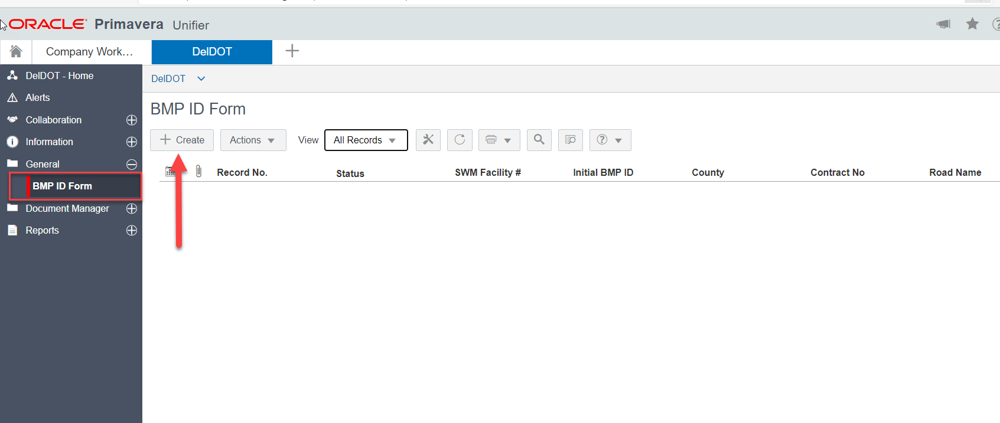 ORACLE Primavera Unifier
Company Work... DelDOT
DelDOT - Home
Alerts
Collaboration
Information
General
BMP ID Form
Document Manager
Reports
DelDOT
BMP ID Form
Create Actions View All Records
Record No. Status SWM Facility # Initial BMP ID County Contract No Road Name